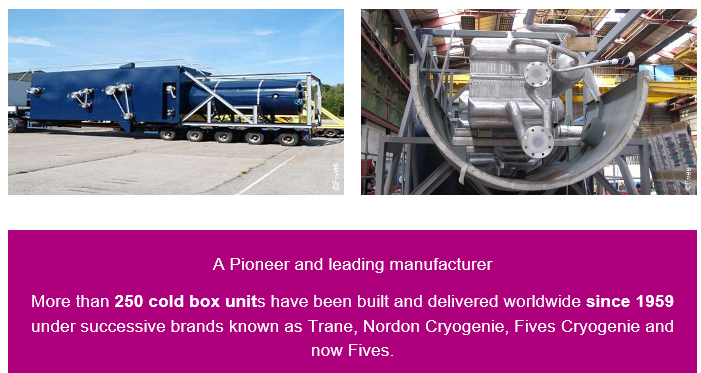 ©Fives
©Fives
A Pioneer and leading manufacturer
More than 250 cold box units have been built and delivered worldwide since 1959
under successive brands known as Trane, Nordon Cryogenie, Fives Cryogenie and
now Fives.